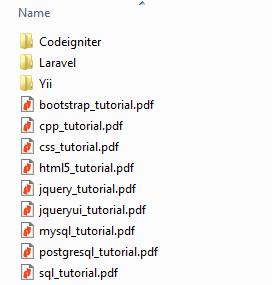 Name
Codeigniter
Laravel
Yii
bootstrap_tutorial.pdf
cpp_tutorial.pdf
css_tutorial.pdf
html5_tutorial.pdf
jquery_tutorial.pdf
jqueryui_tutorial.pdf
mysql_tutorial.pdf
postgresql_tutorial.pdf
sql_tutorial.pdf